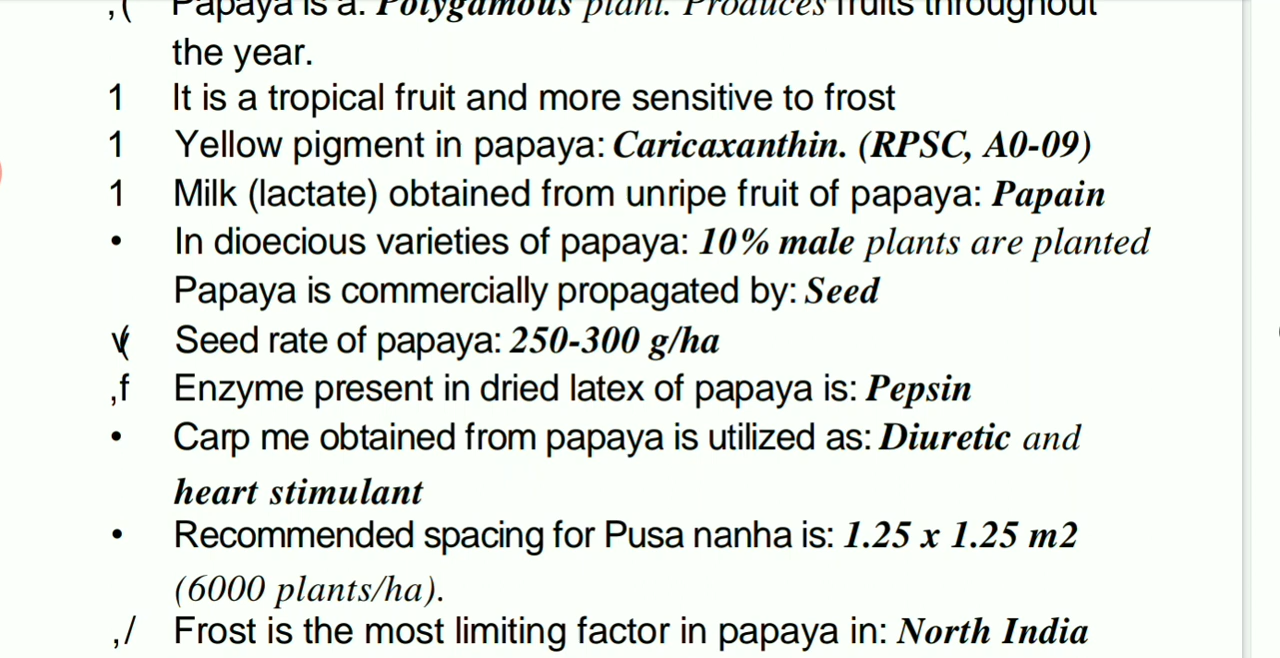 ,( Papaya is a: Polygamous plant. Produces fruits throughout
the year.
1 It is a tropical fruit and more sensitive to frost
1 Yellow pigment in papaya: Caricaxanthin. (RPSC, A0-09)
1 Milk (lactate) obtained from unripe fruit of papaya: Papain
• In dioecious varieties of papaya: 10% male plants are planted
Papaya is commercially propagated by: Seed
Seed rate of papaya: 250-300 g/ha
,f Enzyme present in dried latex of papaya is: Pepsin
• Carp me obtained from papaya is utilized as: Diuretic and
heart stimulant
• Recommended spacing for Pusa nanha is: 1.25 x 1.25 m2
(6000 plants/ha).
,/ Frost is the most limiting factor in papaya in: North India